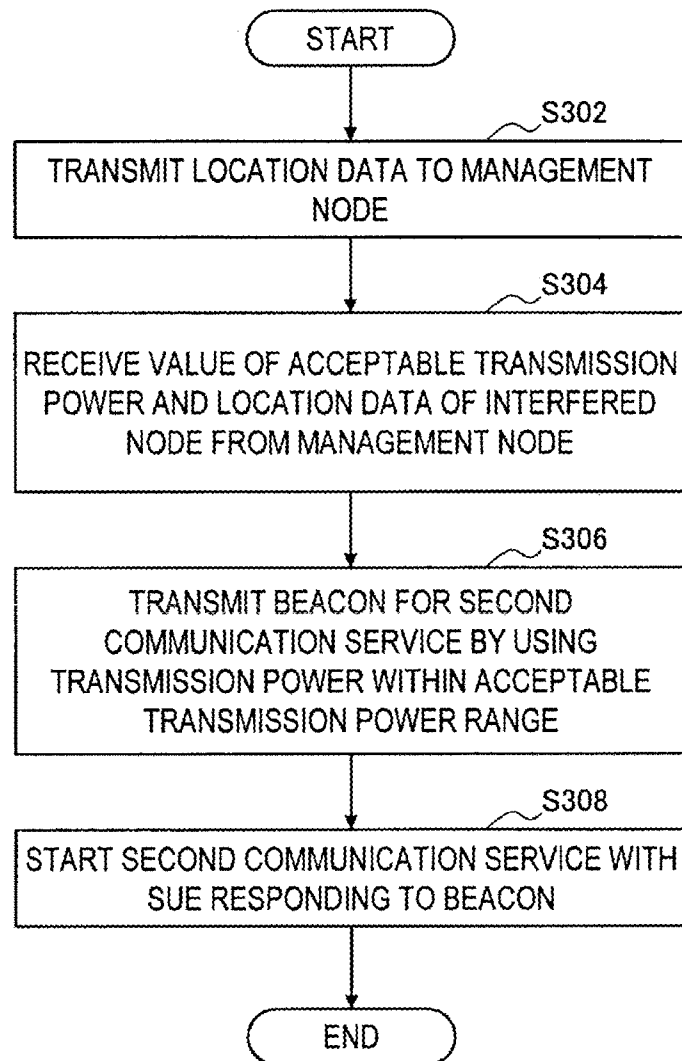 START
S302
TRANSMIT LOCATION DATA TO MANAGEMENT
NODE
S304
RECEIVE VALUE OF ACCEPTABLE TRANSMISSION
POWER AND LOCATION DATA OF INTERFERED
NODE FROM MANAGEMENT NODE
S306
TRANSMIT BEACON FOR SECOND
COMMUNICATION SERVICE BY USING
TRANSMISSION POWER WITHIN ACCEPTABLE
TRANSMISSION POWER RANGE
S308
START SECOND COMMUNICATION SERVICE WITH
SUE RESPONDING TO BEACON
END